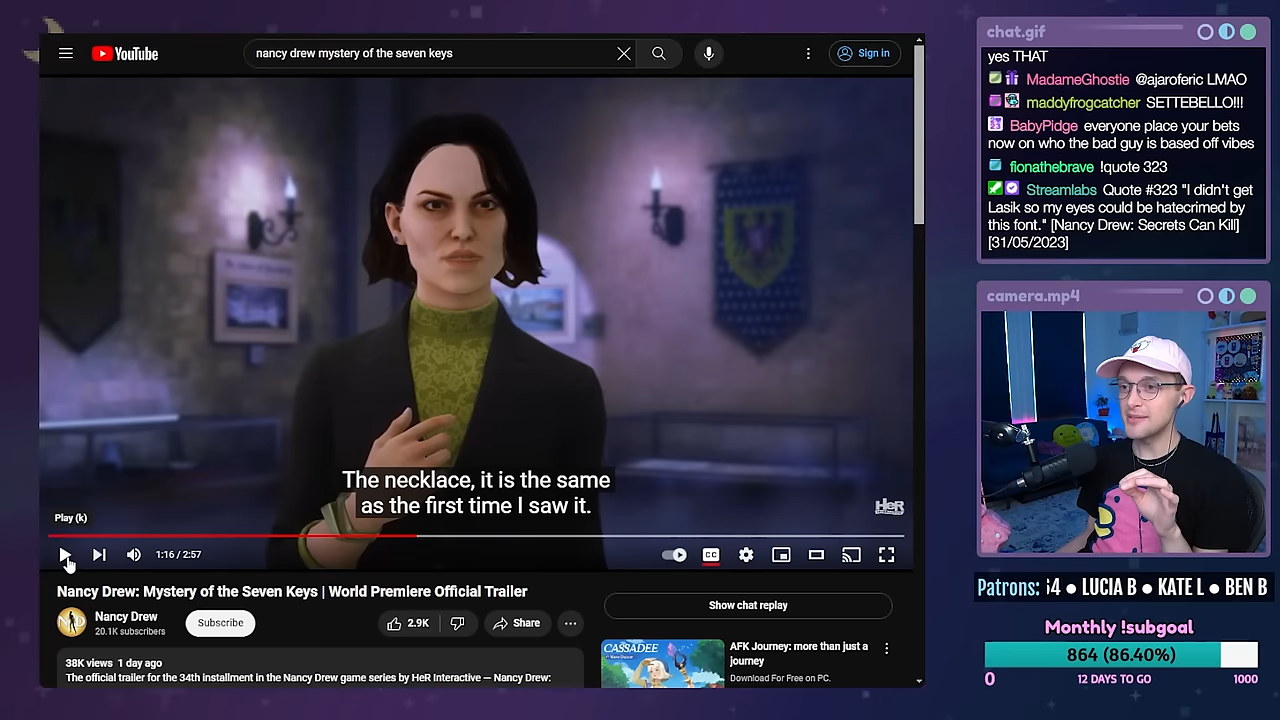 YouTube
nancy drew mystery of the seven keys
Sign in
The necklace, it is the same
as the first time I saw it.
HeR
Play (k)
1:16 / 2:57
CC
Nancy Drew: Mystery of the Seven Keys | World Premiere Official Trailer
Nancy Drew
20.1K subscribers
Subscribe
2.9K
Share
Show chat replay
38K views 1 day ago
The official trailer for the 34th installment in the Nancy Drew game series by HeR Interactive — Nancy Drew:
CASSADEE
AFK Journey: more than just a
journey
Download For Free on PC.
chat.gif
yes THAT
MadameGhostie @ajaroferic LMAO
maddyfrogcatcher SETTEBELLO!!!
BabyPidge everyone place your bets
now on who the bad guy is based off vibes
fionathebrave !quote 323
Streamlabs Quote #323 "I didn't get
Lasik so my eyes could be hatecrimed by
this font." [Nancy Drew: Secrets Can Kill]
[31/05/2023]
camera.mp4
Patrons: 64 ● LUCIA B ● KATE L ● BEN B
Monthly !subgoal
864 (86.40%)
0 12 DAYS TO GO 1000